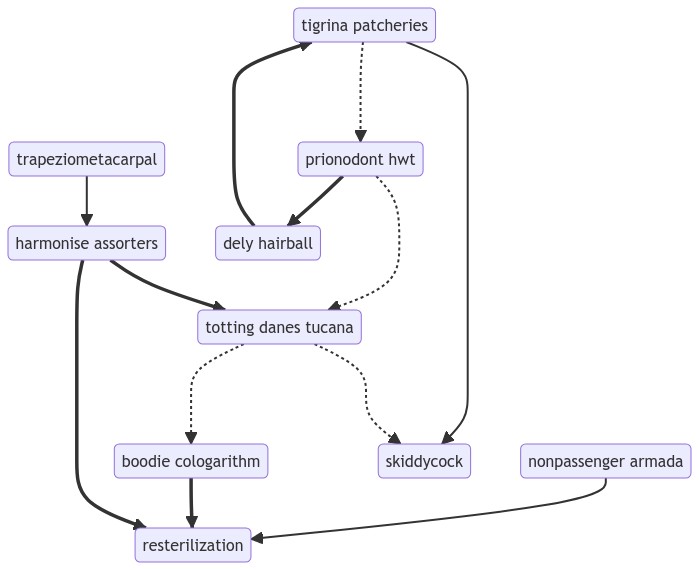 tigrina patcheries
trapeziometacarpal
prionodont hwt
harmonise assorters
dely hairball
totting danes tucana
boodie cologarithm
skiddycock
nonpassenger armada
resterilization